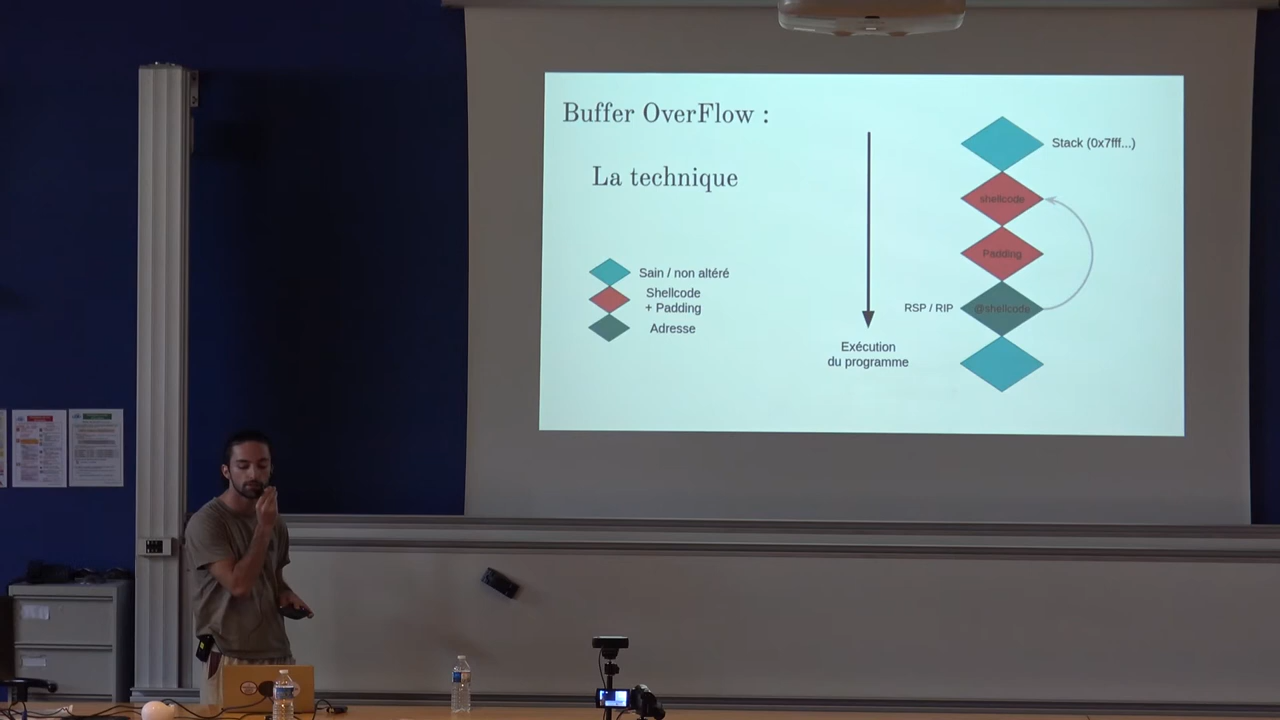 Buffer OverFlow :
La technique
Sain / non altéré
Shellcode
+ Padding
Adresse
Exécution
du programme
Stack (0x7fff...)
shellcode
Padding
RSP / RIP
@shellcode